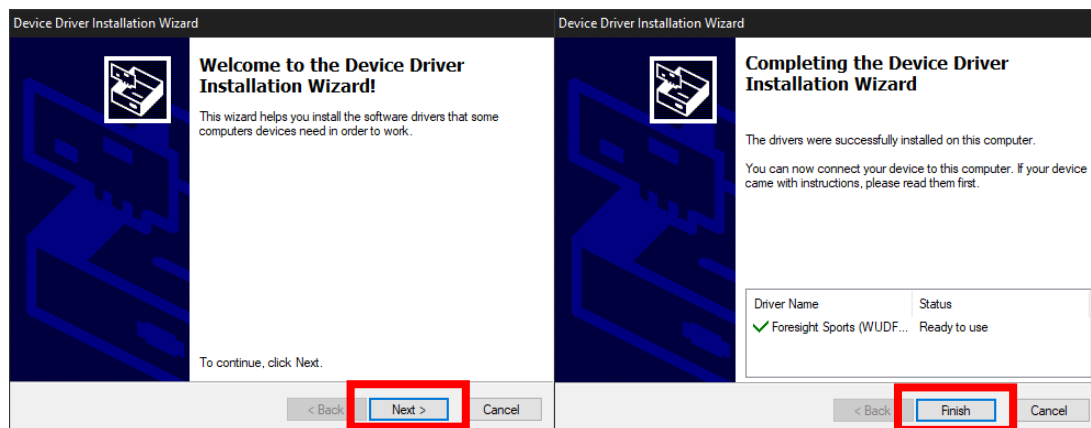 Device Driver Installation Wizard
Welcome to the Device Driver
Installation Wizard!
This wizard helps you install the software drivers that some
computers devices need in order to work.
To continue, click Next.
< Back
Next >
Cancel
Device Driver Installation Wizard
Completing the Device Driver
Installation Wizard
The drivers were successfully installed on this computer.
You can now connect your device to this computer. If your device
came with instructions, please read them first.
Driver Name Status
Foresight Sports (WUDF... Ready to use
< Back
Finish
Cancel